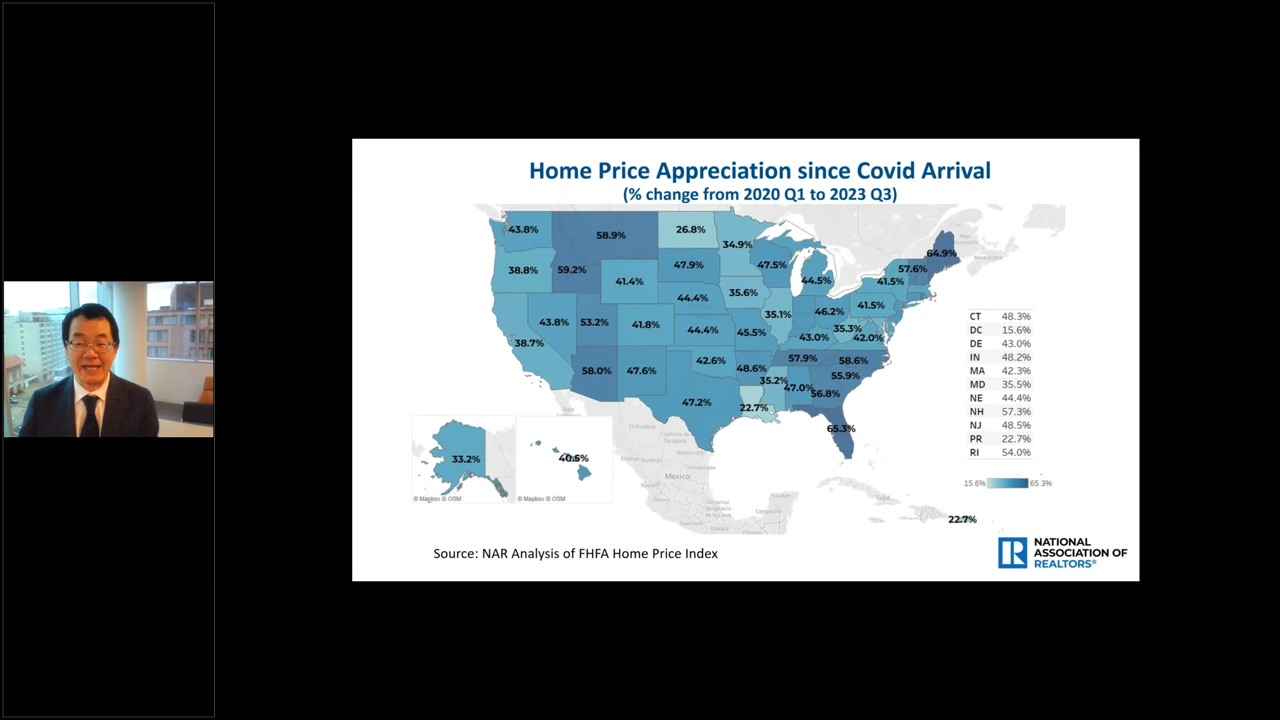 Home Price Appreciation since Covid Arrival
(% change from 2020 Q1 to 2023 Q3)
43.8%
58.9%
26.8%
34.9%
64.9%
38.8%
59.2%
47.9%
47.5%
57.6%
41.4%
44.5%
41.5%
35.6%
44.4%
41.5%
35.1%
46.2%
43.8%
53.2%
41.8%
44.4%
45.5%
35.3%
43.0%
42.0%
38.7%
42.6%
57.9%
58.6%
58.0%
47.6%
48.6%
55.9%
35.2%
47.0%
56.8%
47.2%
22.7%
65.3%
33.2%
40.5%
22.7%
Mexico
© Mapbox © OSM
© Mapbox © OSM
CT 48.3%
DC 15.6%
DE 43.0%
IN 48.2%
MA 42.3%
MD 35.5%
NE 44.4%
NH 57.3%
NJ 48.5%
PR 22.7%
RI 54.0%
15.6% 65.3%
Source: NAR Analysis of FHFA Home Price Index
NATIONAL
ASSOCIATION OF
REALTORS®